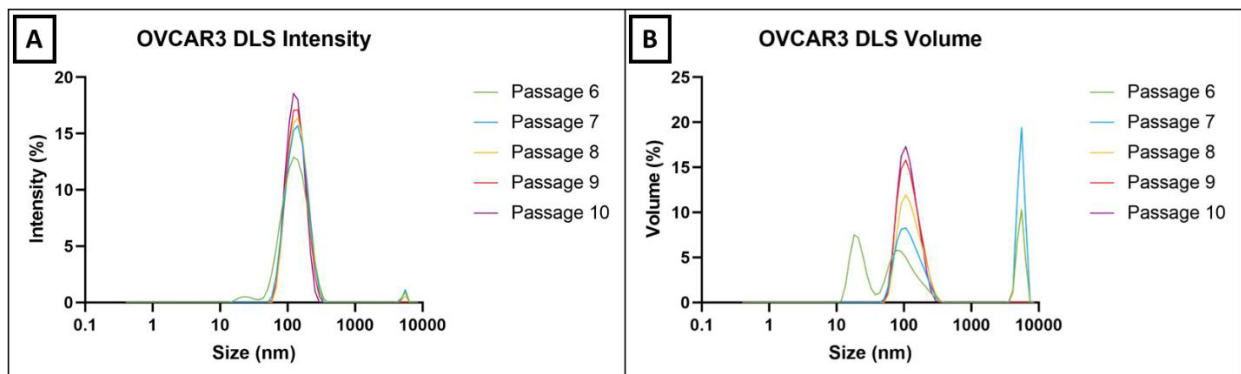 A
OVCAR3 DLS Intensity
20
15
10
5
0
Intensity (%)
0.1 1 10 100 1000 10000
Size (nm)
Passage 6
Passage 7
Passage 8
Passage 9
Passage 10
B
OVCAR3 DLS Volume
25
20
15
10
5
0
Volume (%)
0.1 1 10 100 1000 10000
Size (nm)
Passage 6
Passage 7
Passage 8
Passage 9
Passage 10